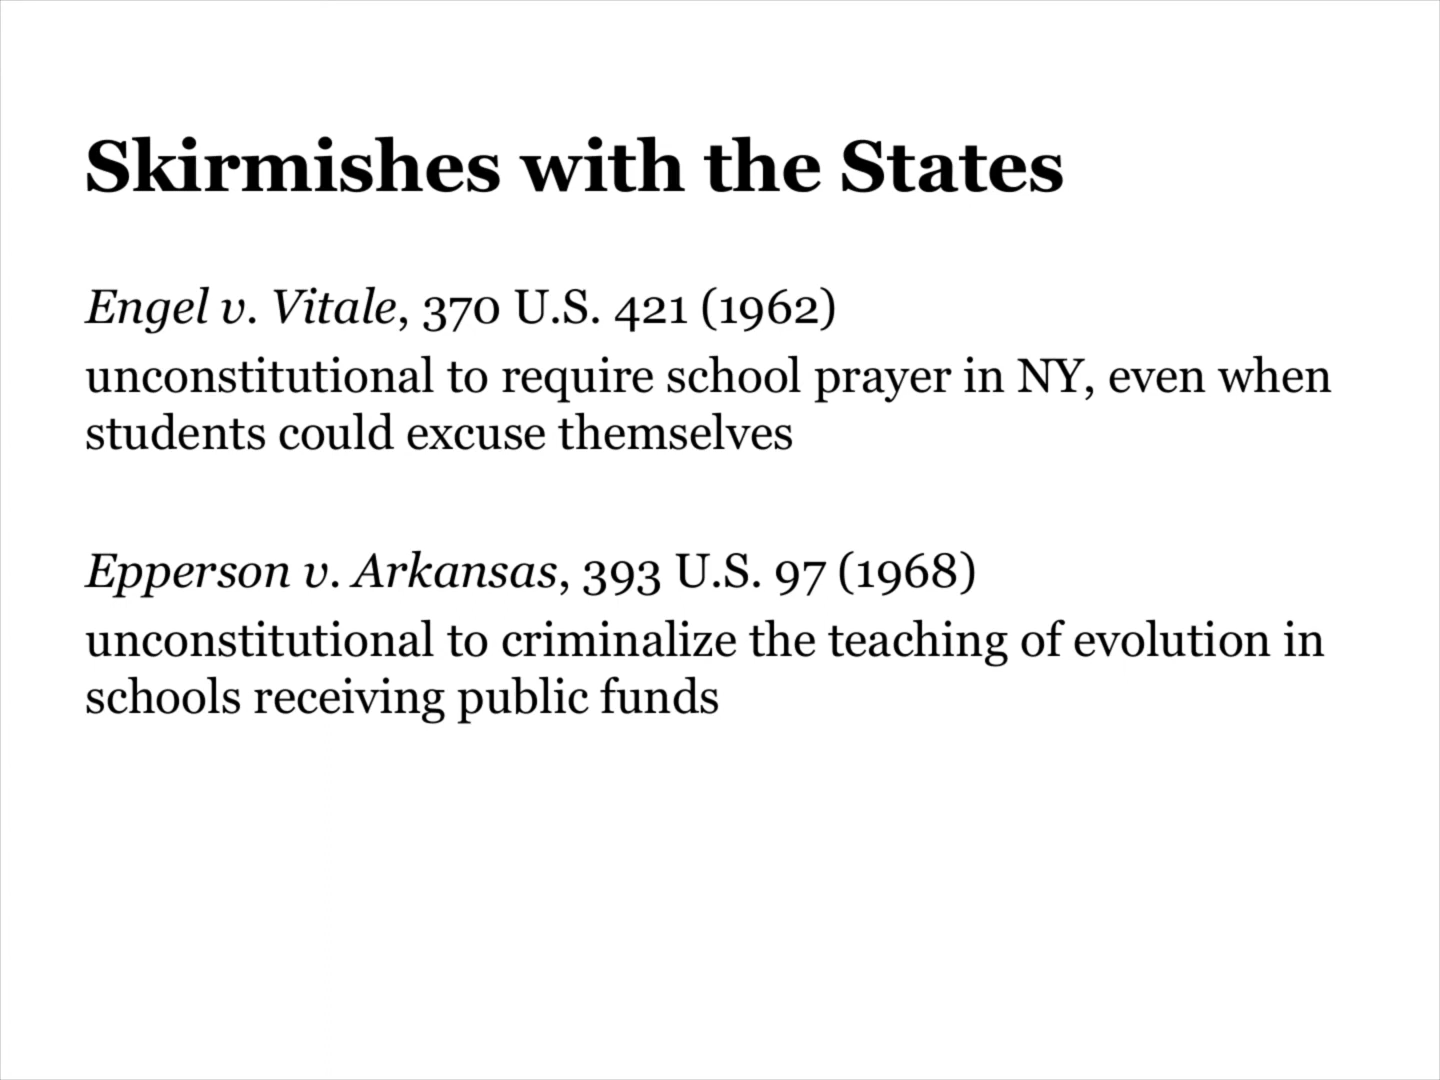 Skirmishes with the States
Engel v. Vitale, 370 U.S. 421 (1962)
unconstitutional to require school prayer in NY, even when
students could excuse themselves
Epperson v. Arkansas, 393 U.S. 97 (1968)
unconstitutional to criminalize the teaching of evolution in
schools receiving public funds